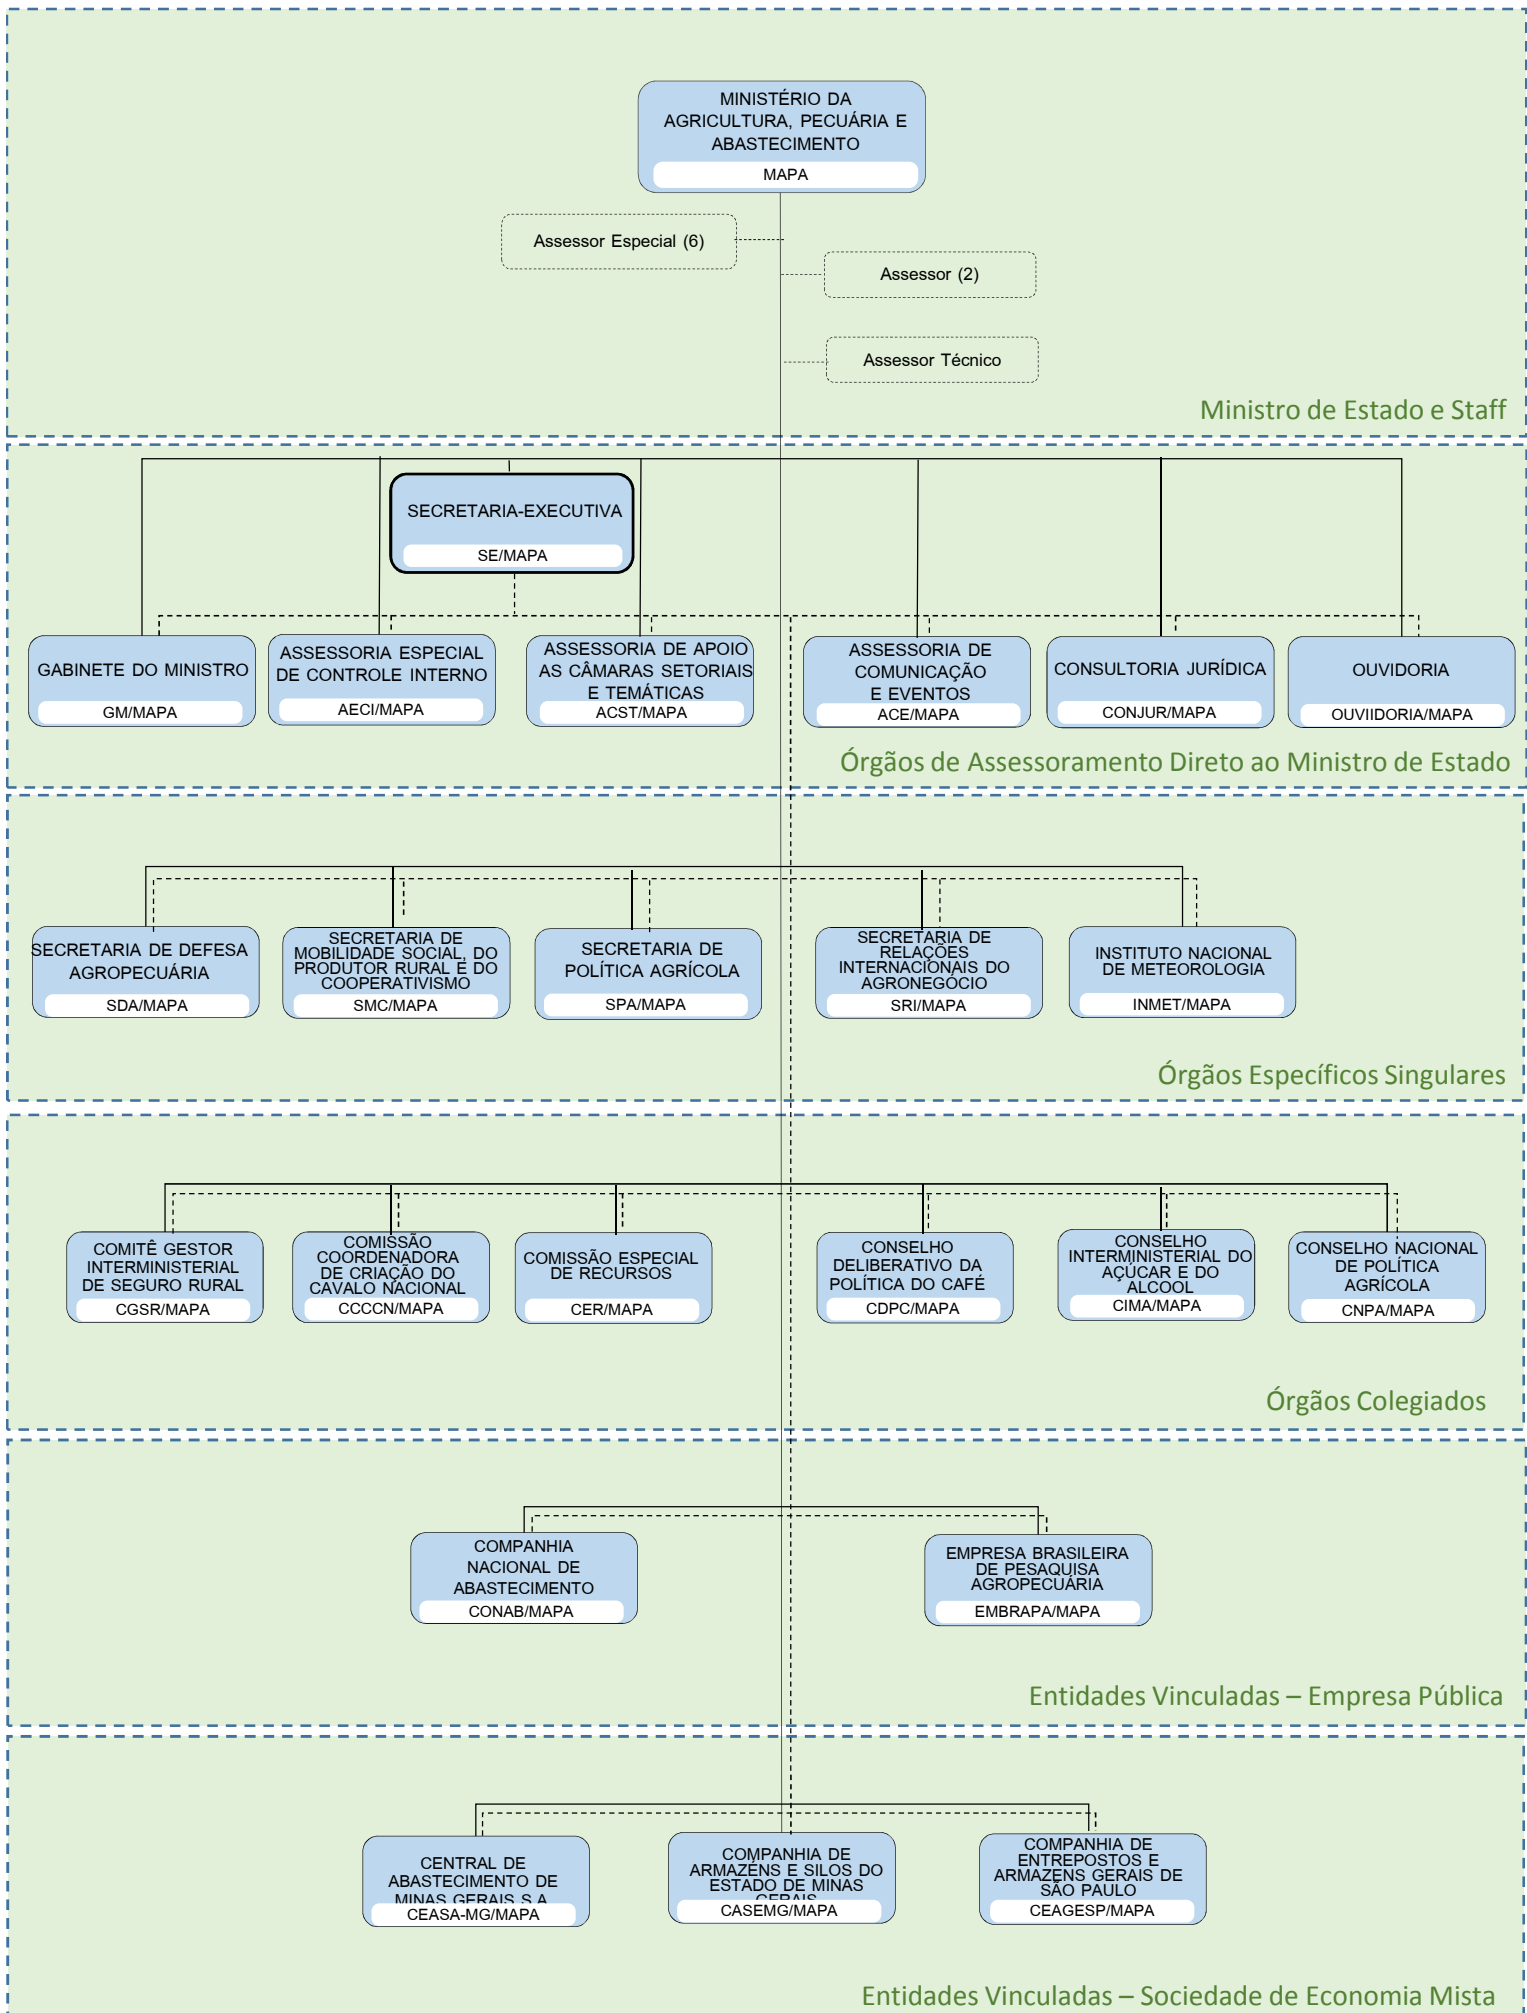 MINISTÉRIO DA
AGRICULTURA, PECUÁRIA E
ABASTECIMENTO
MAPA
Assessor Especial (6)
Assessor (2)
Assessor Técnico
Ministro de Estado e Staff
SECRETARIA-EXECUTIVA
SE/MAPA
GABINETE DO MINISTRO
GM/MAPA
ASSESSORIA ESPECIAL
DE CONTROLE INTERNO
AECI/MAPA
ASSESSORIA DE APOIO
AS CÂMARAS SETORIAIS
E TEMÁTICAS
ACST/MAPA
ASSESSORIA DE
COMUNICAÇÃO
E EVENTOS
ACE/MAPA
CONSULTORIA JURÍDICA
CONJUR/MAPA
OUVIDORIA
OUVIIDORIA/MAPA
Órgãos de Assessoramento Direto ao Ministro de Estado
SECRETARIA DE DEFESA
AGROPECUÁRIA
SDA/MAPA
SECRETARIA DE
MOBILIDADE SOCIAL, DO
PRODUTOR RURAL E DO
COOPERATIVISMO
SMC/MAPA
SECRETARIA DE
POLÍTICA AGRÍCOLA
SPA/MAPA
SECRETARIA DE
RELAÇÕES
INTERNACIONAIS DO
AGRONEGÓCIO
SRI/MAPA
INSTITUTO NACIONAL
DE METEOROLOGIA
INMET/MAPA
Órgãos Específicos Singulares
COMITÊ GESTOR
INTERMINISTERIAL
DE SEGURO RURAL
CGSR/MAPA
COMISSÃO
COORDENADORA
DE CRIAÇÃO DO
CAVALO NACIONAL
CCCCN/MAPA
COMISSÃO ESPECIAL
DE RECURSOS
CER/MAPA
CONSELHO
DELIBERATIVO DA
POLÍTICA DO CAFÉ
CDPC/MAPA
CONSELHO
INTERMINISTERIAL DO
AÇÚCAR E DO
ÁLCOOL
CIMA/MAPA
CONSELHO NACIONAL
DE POLÍTICA
AGRÍCOLA
CNPA/MAPA
Órgãos Colegiados
COMPANHIA
NACIONAL DE
ABASTECIMENTO
CONAB/MAPA
EMPRESA BRASILEIRA
DE PESAQUISA
AGROPECUÁRIA
EMBRAPA/MAPA
Entidades Vinculadas – Empresa Pública
CENTRAL DE
ABASTECIMENTO DE
MINAS GERAIS S.A
CEASA-MG/MAPA
COMPANHIA DE
ARMAZÉNS E SILOS DO
ESTADO DE MINAS
GERAIS
CASEMG/MAPA
COMPANHIA DE
ENTREPOSTOS E
ARMAZÉNS GERAIS DE
SÃO PAULO
CEAGESP/MAPA
Entidades Vinculadas – Sociedade de Economia Mista